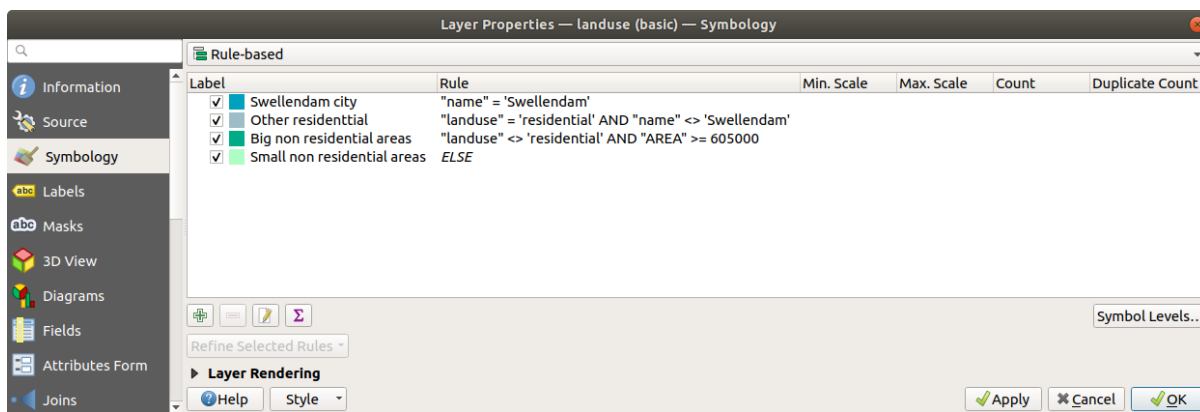 Layer Properties — landuse (basic) — Symbology
Information
Source
Symbology
abc Labels
abc Masks
3D View
Diagrams
Fields
Attributes Form
Joins
Rule-based
Label Rule Min. Scale Max. Scale Count Duplicate Count
Swellendam city "name" = 'Swellendam'
Other residenttial "landuse" = 'residential' AND "name" <> 'Swellendam'
Big non residential areas "landuse" <> 'residential' AND "AREA" >= 605000
Small non residential areas ELSE
Σ
Symbol Levels…
Refine Selected Rules
Layer Rendering
Help Style Apply Cancel OK